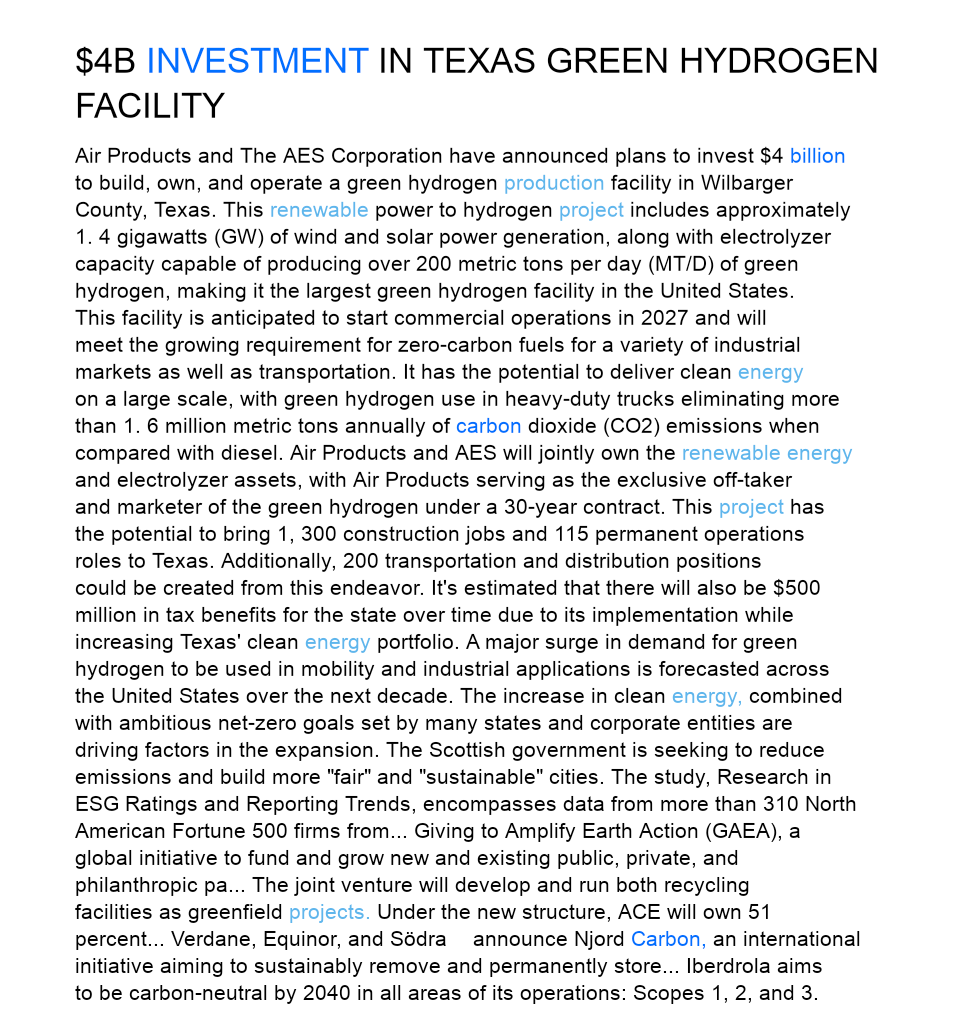 $4B INVESTMENT IN TEXAS GREEN HYDROGEN
FACILITY
Air Products and The AES Corporation have announced plans to invest $4 billion
to build, own, and operate a green hydrogen production facility in Wilbarger
County, Texas. This renewable power to hydrogen project includes approximately
1. 4 gigawatts (GW) of wind and solar power generation, along with electrolyzer
capacity capable of producing over 200 metric tons per day (MT/D) of green
hydrogen, making it the largest green hydrogen facility in the United States.
This facility is anticipated to start commercial operations in 2027 and will
meet the growing requirement for zero-carbon fuels for a variety of industrial
markets as well as transportation. It has the potential to deliver clean energy
on a large scale, with green hydrogen use in heavy-duty trucks eliminating more
than 1. 6 million metric tons annually of carbon dioxide (CO2) emissions when
compared with diesel. Air Products and AES will jointly own the renewable energy
and electrolyzer assets, with Air Products serving as the exclusive off-taker
and marketer of the green hydrogen under a 30-year contract. This project has
the potential to bring 1, 300 construction jobs and 115 permanent operations
roles to Texas. Additionally, 200 transportation and distribution positions
could be created from this endeavor. It's estimated that there will also be $500
million in tax benefits for the state over time due to its implementation while
increasing Texas' clean energy portfolio. A major surge in demand for green
hydrogen to be used in mobility and industrial applications is forecasted across
the United States over the next decade. The increase in clean energy, combined
with ambitious net-zero goals set by many states and corporate entities are
driving factors in the expansion. The Scottish government is seeking to reduce
emissions and build more "fair" and "sustainable" cities. The study, Research in
ESG Ratings and Reporting Trends, encompasses data from more than 310 North
American Fortune 500 firms from... Giving to Amplify Earth Action (GAEA), a
global initiative to fund and grow new and existing public, private, and
philanthropic pa... The joint venture will develop and run both recycling
facilities as greenfield projects. Under the new structure, ACE will own 51
percent... Verdane, Equinor, and Södra announce Njord Carbon, an international
initiative aiming to sustainably remove and permanently store... Iberdrola aims
to be carbon-neutral by 2040 in all areas of its operations: Scopes 1, 2, and 3.